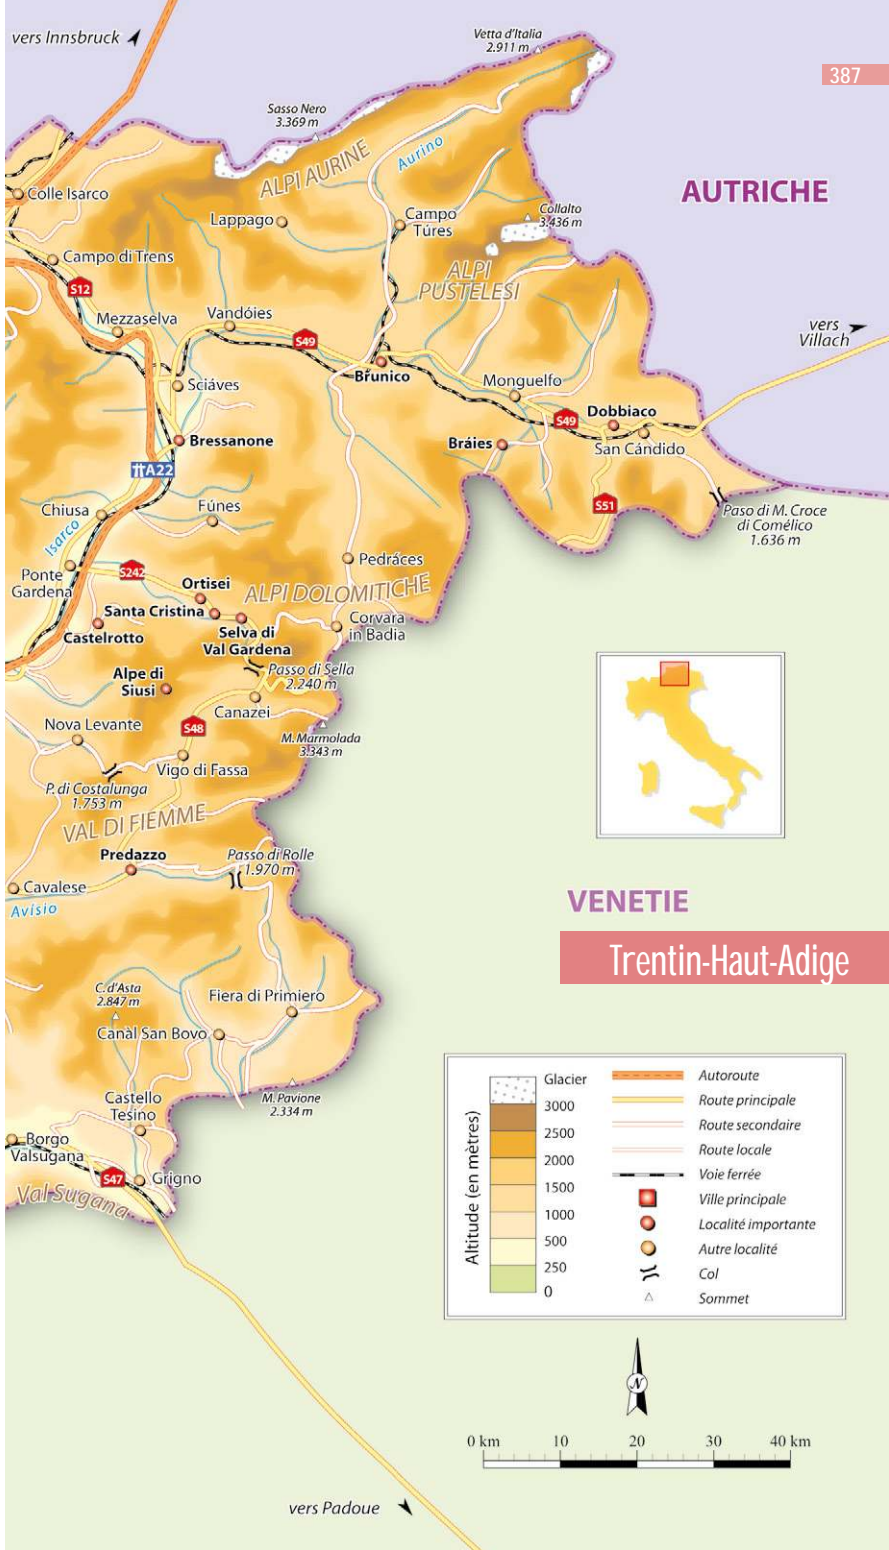 vers Innsbruck
Vetta d'Italia
2.911 m
387
Sasso Nero
3.369 m
ALPI AURINE
Aurino
AUTRICHE
Colle Isarco
Lappago
Campo
Túres
Collalto
3.436 m
Campo di Trens
ALPI
PUSTELESI
S12
Mezzaselva
Vandóies
S49
vers
Villach
Brunico
Sciáves
Monguelfo
Dobbiaco
S49
Bressanone
Bráies
San Cándido
A22
Chiusa
Fúnes
S51
Paso di M. Croce
di Comélico
1.636 m
Isarco
Ponte
Gardena
S242
Pedráces
Ortisei
ALPI DOLOMITICHE
Santa Cristina
Castelrotto
Selva di
Val Gardena
Corvara
in Badia
Alpe di
Siusi
Passo di Sella
2.240 m
Canazei
Nova Levante
S48
M. Marmolada
3.343 m
Vigo di Fassa
P. di Costalunga
1.753 m
VAL DI FIEMME
Predazzo
Passo di Rolle
1.970 m
Cavalese
Avisio
VENETIE
Trentin-Haut-Adige
C. d'Asta
2.847 m
Fiera di Primiero
Canàl San Bovo
M. Pavione
2.334 m
Castello
Tesino
Borgo
Valsugana
S47
Grigno
Val Sugana
Altitude (en mètres)
Glacier
3000
2500
2000
1500
1000
500
250
0
Autoroute
Route principale
Route secondaire
Route locale
Voie ferrée
Ville principale
Localité importante
Autre localité
Col
Sommet
N
0 km 10 20 30 40 km
vers Padoue